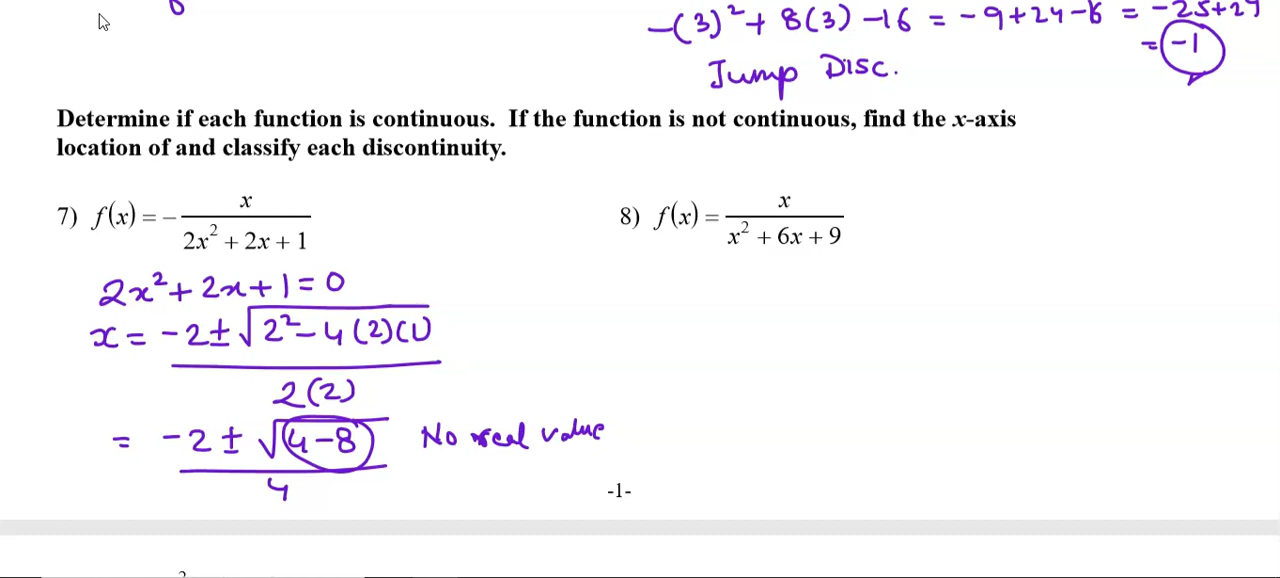 -(3)² + 8(3) -16 = -9+24-16 = -25+24
= -1
Jump Disc.
Determine if each function is continuous. If the function is not continuous, find the x-axis
location of and classify each discontinuity.
7) f(x) = - x / (2x² + 2x + 1)
8) f(x) = x / (x² + 6x + 9)
2x²+ 2x+1=0
x = -2 ± √(2²-4(2)(1)) / 2(2)
= -2 ± √(4-8) / 4 No real value
-1-